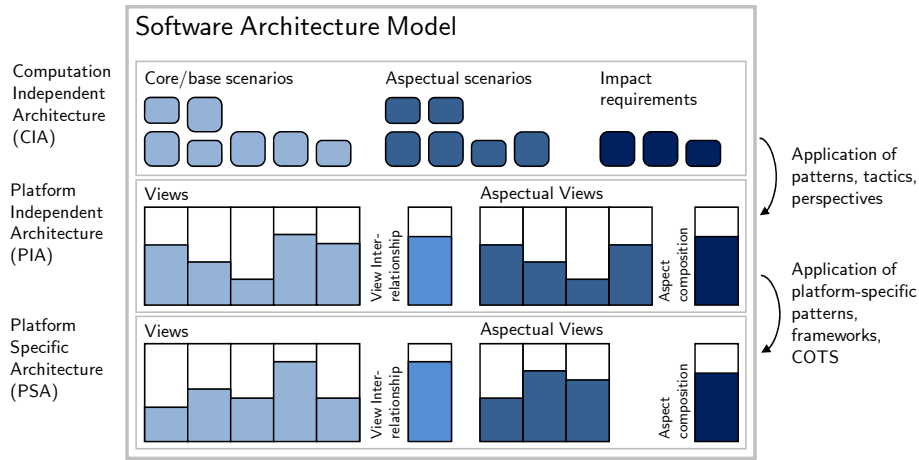 Software Architecture Model
Computation
Independent
Architecture
(CIA)
Core/base scenarios
Aspectual scenarios
Impact
requirements
Application of
patterns, tactics,
perspectives
Platform
Independent
Architecture
(PIA)
Views
View Inter-
relationship
Aspectual Views
Aspect
composition
Application of
platform-specific
patterns,
frameworks,
COTS
Platform
Specific
Architecture
(PSA)
Views
View Inter-
relationship
Aspectual Views
Aspect
composition